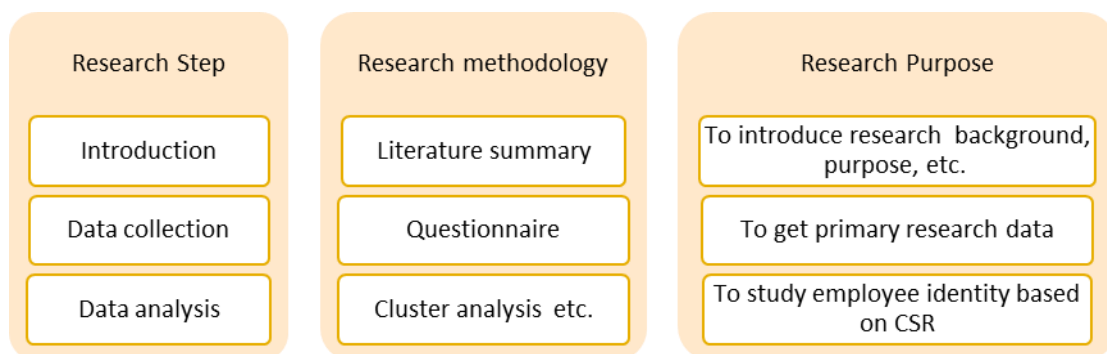 Research Step
Introduction
Data collection
Data analysis
Research methodology
Literature summary
Questionnaire
Cluster analysis etc.
Research Purpose
To introduce research background,
purpose, etc.
To get primary research data
To study employee identity based
on CSR